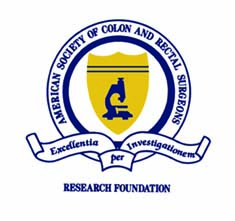 AMERICAN SOCIETY OF COLON AND RECTAL SURGEONS
Excellentia per Investigationem
RESEARCH FOUNDATION